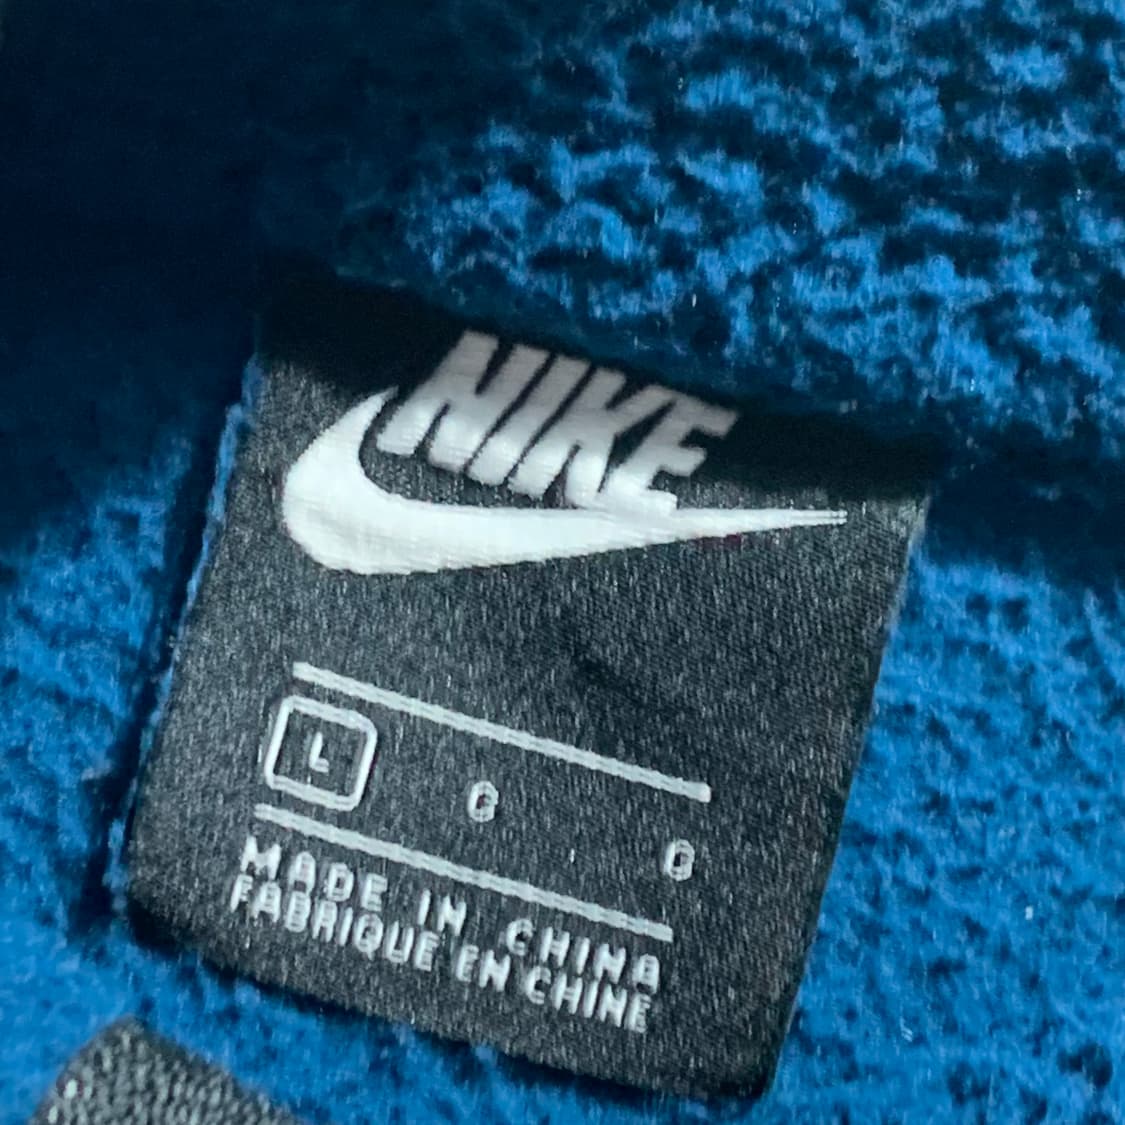 NIKE
L G G
MADE IN CHINA
FABRIQUE EN CHINE